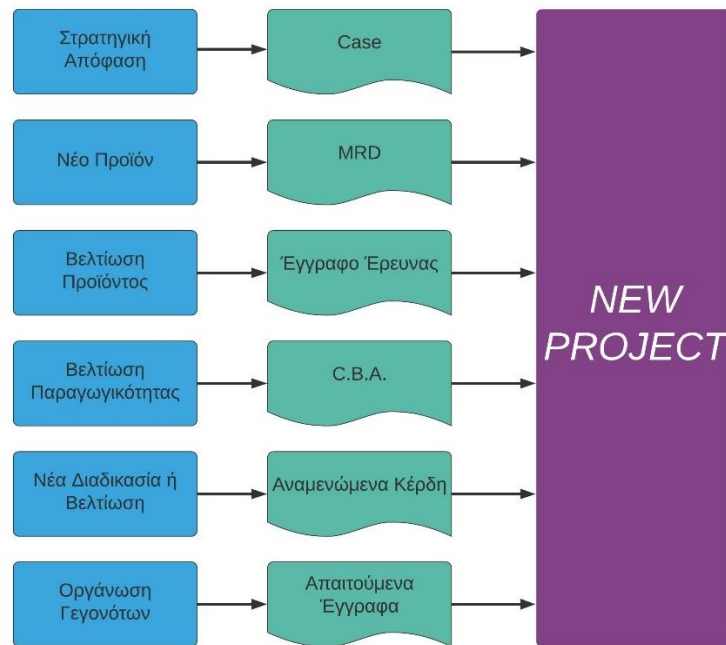 Στρατηγική
Απόφαση
Case
Νέο Προϊόν
MRD
Βελτίωση
Προϊόντος
Έγγραφο Έρευνας
Βελτίωση
Παραγωγικότητας
C.B.A.
Νέα Διαδικασία ή
Βελτίωση
Αναμενώμενα Κέρδη
Οργάνωση
Γεγονότων
Απαιτούμενα
Έγγραφα
NEW
PROJECT